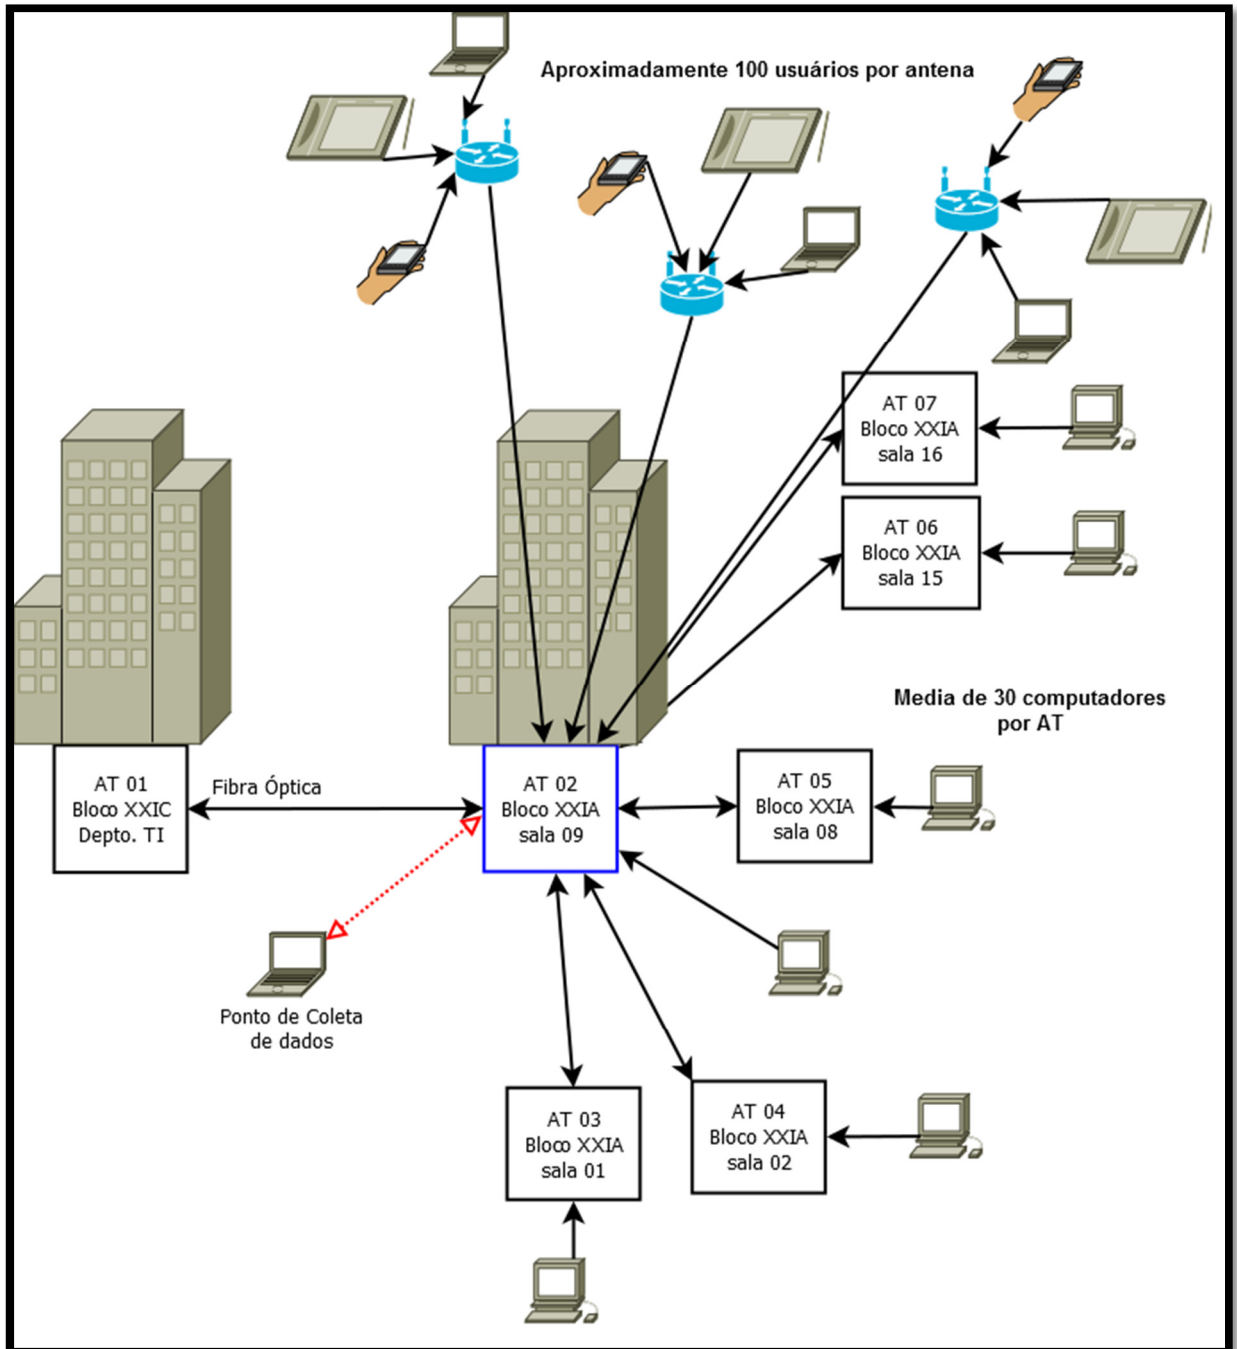 Aproximadamente 100 usuários por antena
AT 07
Bloco XXIA
sala 16
AT 06
Bloco XXIA
sala 15
Media de 30 computadores
por AT
AT 01
Bloco XXIC
Depto. TI
Fibra Óptica
AT 02
Bloco XXIA
sala 09
AT 05
Bloco XXIA
sala 08
Ponto de Coleta
de dados
AT 03
Bloco XXIA
sala 01
AT 04
Bloco XXIA
sala 02